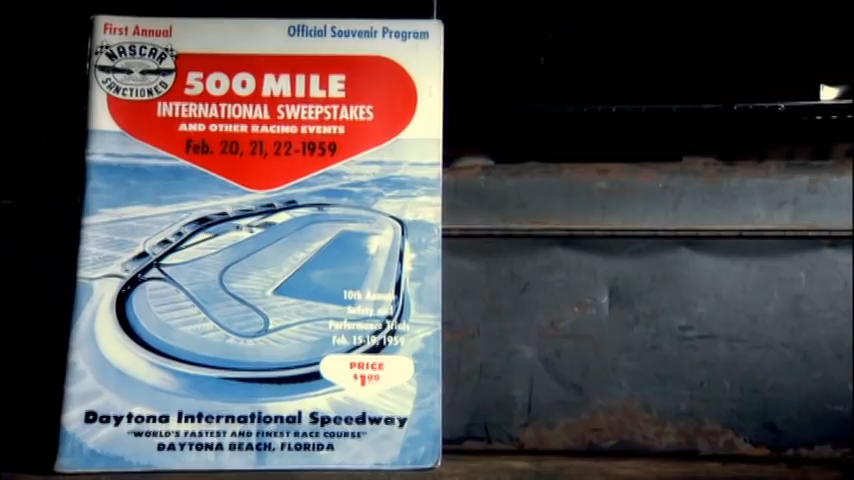 First Annual
Official Souvenir Program
NASCAR
SANCTIONED
500 MILE
INTERNATIONAL SWEEPSTAKES
AND OTHER RACING EVENTS
Feb. 20, 21, 22-1959
10th Annual
Safety and
Performance Trials
Feb. 15-19, 1959
PRICE
$1.00
Daytona International Speedway
"WORLD'S FASTEST AND FINEST RACE COURSE"
DAYTONA BEACH, FLORIDA